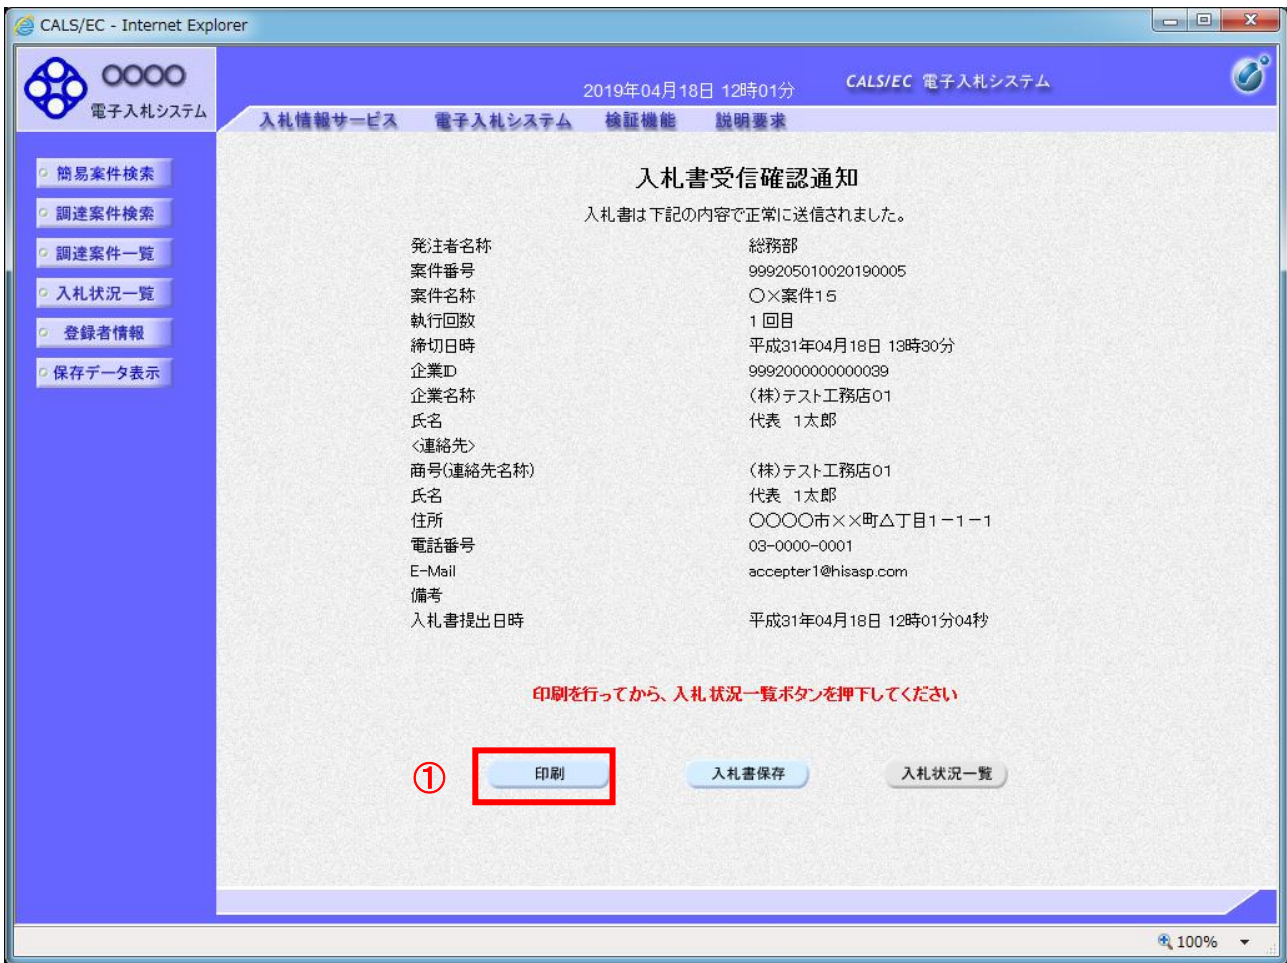 CALS/EC - Internet Explorer
〇〇〇〇
電子入札システム
2019年04月18日 12時01分
CALS/EC 電子入札システム
入札情報サービス 電子入札システム 検証機能 説明要求
簡易案件検索
調達案件検索
調達案件一覧
入札状況一覧
登録者情報
保存データ表示
入札書受信確認通知
入札書は下記の内容で正常に送信されました。
発注者名称 総務部
案件番号 999205010020190005
案件名称 〇×案件15
執行回数 1回目
締切日時 平成31年04月18日 13時30分
企業ID 9992000000000039
企業名称 (株)テスト工務店01
氏名 代表 1太郎
<連絡先>
商号(連絡先名称) (株)テスト工務店01
氏名 代表 1太郎
住所 〇〇〇〇市××町△丁目1-1-1
電話番号 03-0000-0001
E-Mail accepter1@hisasp.com
備考
入札書提出日時 平成31年04月18日 12時01分04秒
印刷を行ってから、入札状況一覧ボタンを押下してください
① 印刷 入札書保存 入札状況一覧
100%